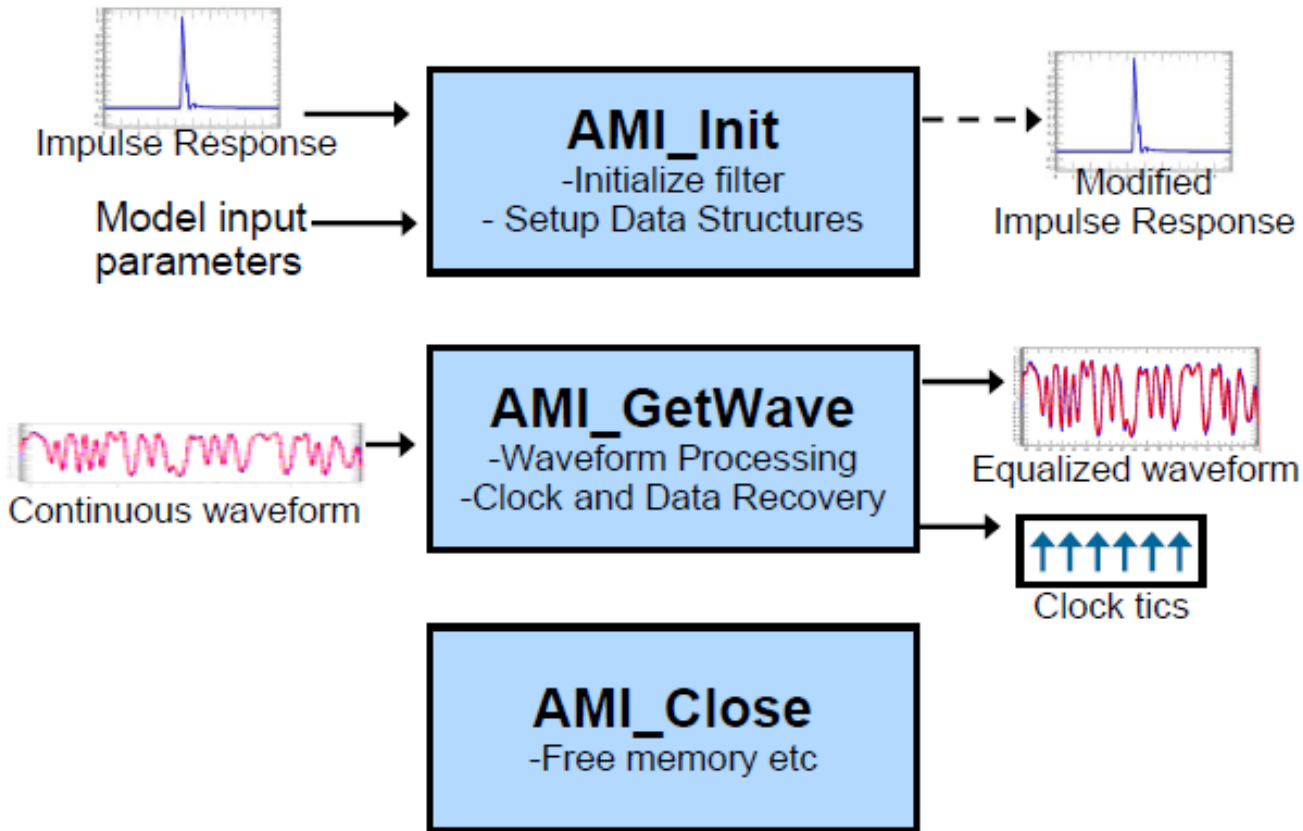 Impulse Response
Model input
parameters
AMI_Init
-Initialize filter
- Setup Data Structures
Modified
Impulse Response
Continuous waveform
AMI_GetWave
-Waveform Processing
-Clock and Data Recovery
Equalized waveform
Clock tics
AMI_Close
-Free memory etc